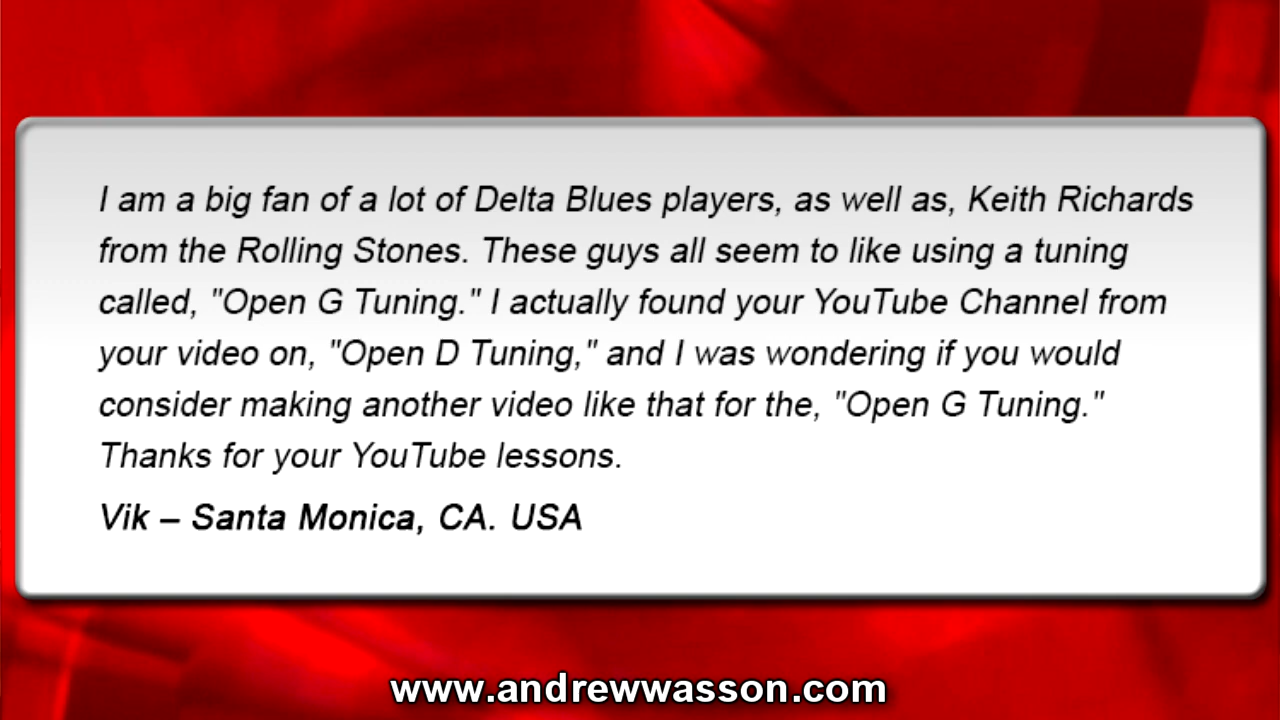 I am a big fan of a lot of Delta Blues players, as well as, Keith Richards
from the Rolling Stones. These guys all seem to like using a tuning
called, "Open G Tuning." I actually found your YouTube Channel from
your video on, "Open D Tuning," and I was wondering if you would
consider making another video like that for the, "Open G Tuning."
Thanks for your YouTube lessons.
Vik – Santa Monica, CA. USA
www.andrewwasson.com